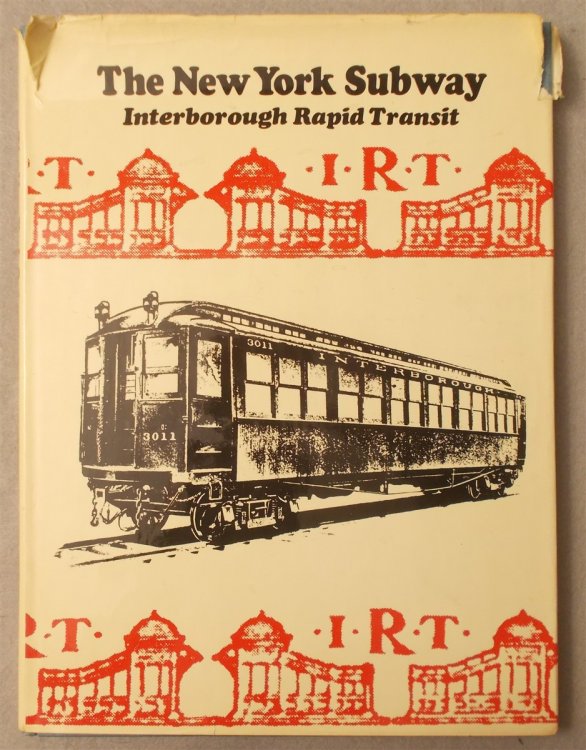 The New York Subway
Interborough Rapid Transit
R.T. · I.R.T.
3011 INTERBOROUGH
3011
R.T. · I.R.T.